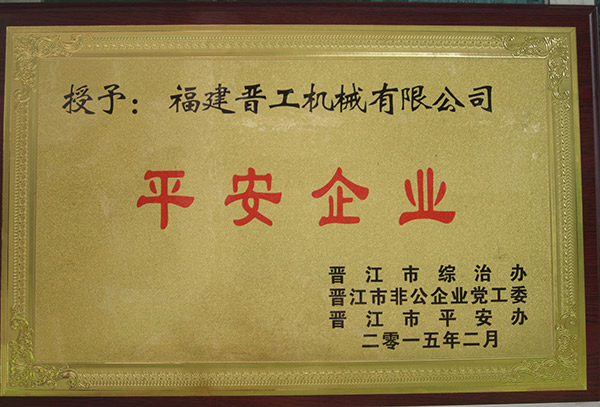 授予：福建晋工机械有限公司
平安企业
晋江市综治办
晋江市非公企业党工委
晋江市平安办
二零一五年二月